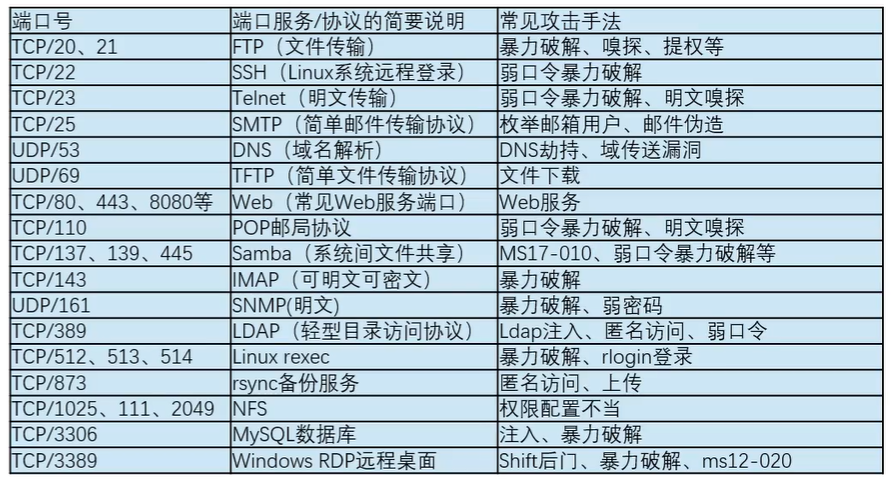 端口号 端口服务/协议的简要说明 常见攻击手法
TCP/20、21 FTP（文件传输） 暴力破解、嗅探、提权等
TCP/22 SSH（Linux系统远程登录） 弱口令暴力破解
TCP/23 Telnet（明文传输） 弱口令暴力破解、明文嗅探
TCP/25 SMTP（简单邮件传输协议） 枚举邮箱用户、邮件伪造
UDP/53 DNS（域名解析） DNS劫持、域传送漏洞
UDP/69 TFTP（简单文件传输协议） 文件下载
TCP/80、443、8080等 Web（常见Web服务端口） Web服务
TCP/110 POP邮局协议 弱口令暴力破解、明文嗅探
TCP/137、139、445 Samba（系统间文件共享） MS17-010、弱口令暴力破解等
TCP/143 IMAP（可明文可密文） 暴力破解
UDP/161 SNMP(明文) 暴力破解、弱密码
TCP/389 LDAP（轻型目录访问协议） Ldap注入、匿名访问、弱口令
TCP/512、513、514 Linux rexec 暴力破解、rlogin登录
TCP/873 rsync备份服务 匿名访问、上传
TCP/1025、111、2049 NFS 权限配置不当
TCP/3306 MySQL数据库 注入、暴力破解
TCP/3389 Windows RDP远程桌面 Shift后门、暴力破解、ms12-020